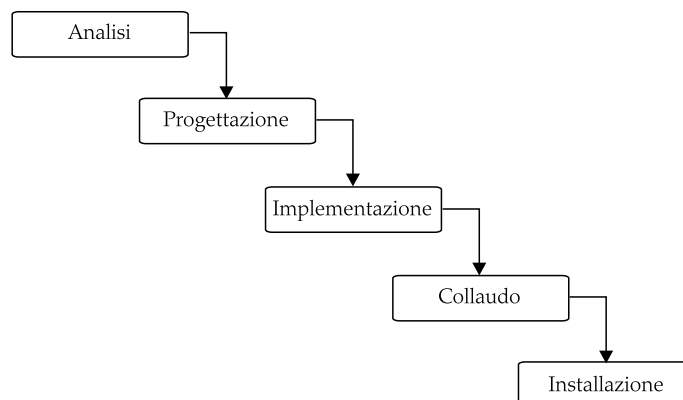 Analisi
Progettazione
Implementazione
Collaudo
Installazione